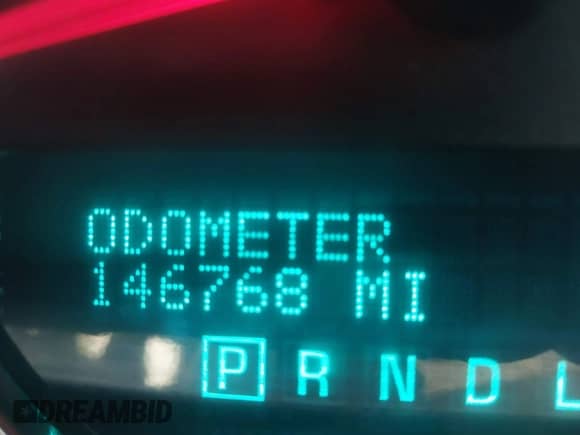 ODOMETER
146768 MI
P R N D L
DREAMBID